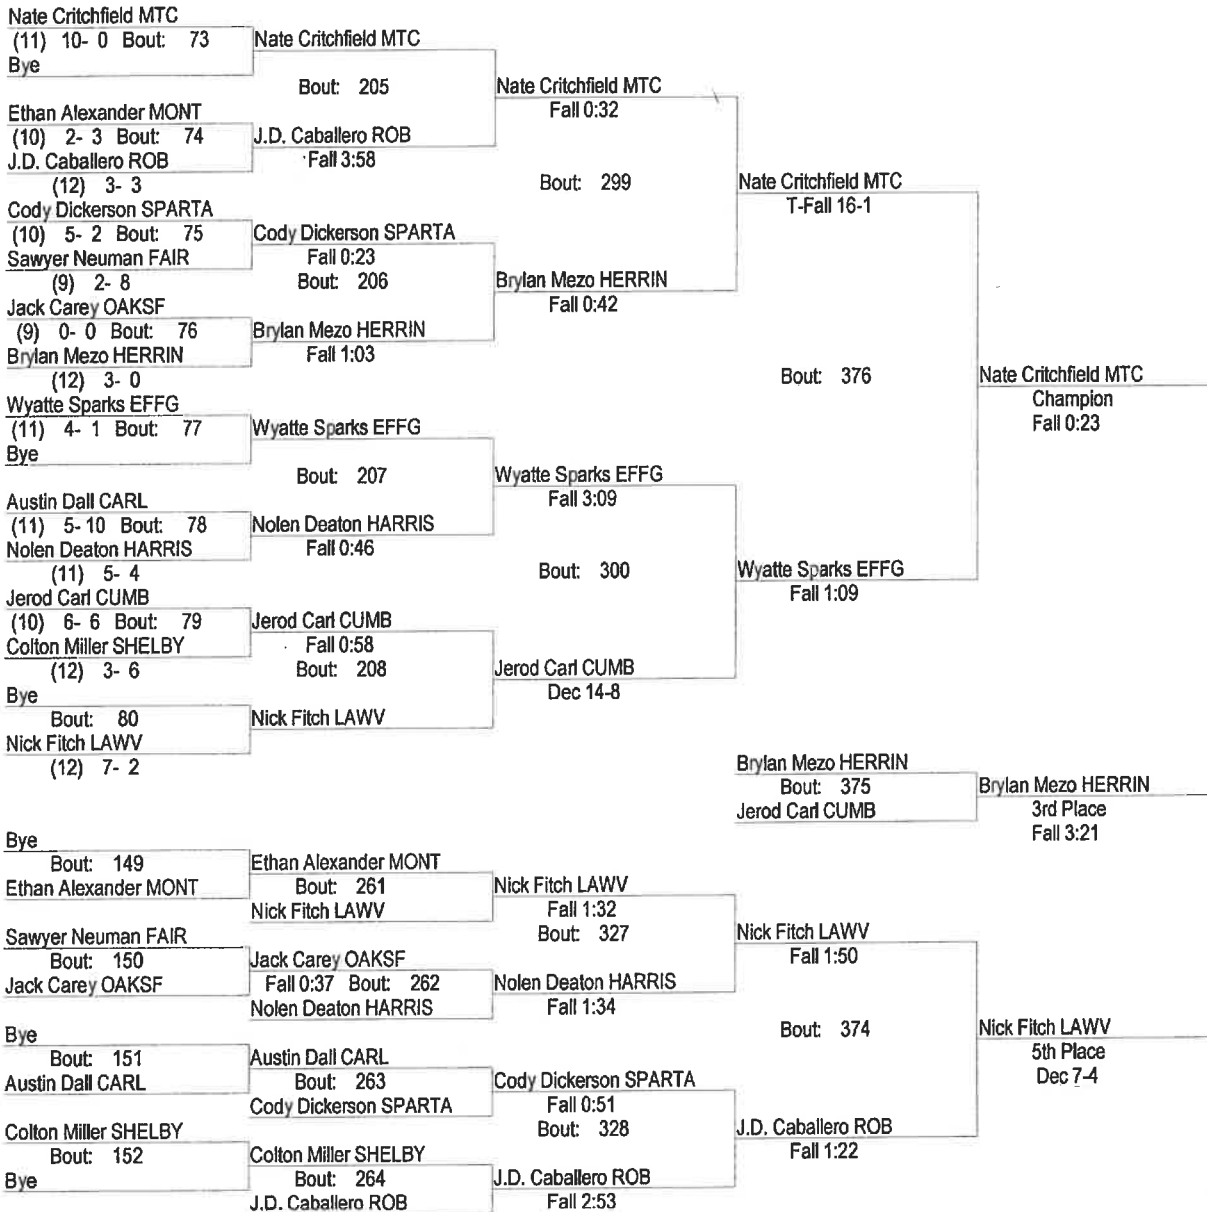 Nate Critchfield MTC
(11) 10- 0 Bout: 73
Bye
Nate Critchfield MTC
Bout: 205
Ethan Alexander MONT
(10) 2- 3 Bout: 74
J.D. Caballero ROB
(12) 3- 3
J.D. Caballero ROB
Fall 3:58
Nate Critchfield MTC
Fall 0:32
Bout: 299
Cody Dickerson SPARTA
(10) 5- 2 Bout: 75
Sawyer Neuman FAIR
(9) 2- 8
Cody Dickerson SPARTA
Fall 0:23
Bout: 206
Jack Carey OAKSF
(9) 0- 0 Bout: 76
Brylan Mezo HERRIN
(12) 3- 0
Brylan Mezo HERRIN
Fall 1:03
Brylan Mezo HERRIN
Fall 0:42
Nate Critchfield MTC
T-Fall 16-1
Bout: 376
Nate Critchfield MTC
Champion
Fall 0:23
Wyatte Sparks EFFG
(11) 4- 1 Bout: 77
Bye
Wyatte Sparks EFFG
Bout: 207
Austin Dall CARL
(11) 5- 10 Bout: 78
Nolen Deaton HARRIS
(11) 5- 4
Nolen Deaton HARRIS
Fall 0:46
Wyatte Sparks EFFG
Fall 3:09
Bout: 300
Wyatte Sparks EFFG
Fall 1:09
Jerod Carl CUMB
(10) 6- 6 Bout: 79
Colton Miller SHELBY
(12) 3- 6
Jerod Carl CUMB
Fall 0:58
Bout: 208
Bye
Bout: 80
Nick Fitch LAWV
(12) 7- 2
Nick Fitch LAWV
Jerod Carl CUMB
Dec 14-8
Brylan Mezo HERRIN
Bout: 375
Jerod Carl CUMB
Brylan Mezo HERRIN
3rd Place
Fall 3:21
Bye
Bout: 149
Ethan Alexander MONT
Ethan Alexander MONT
Bout: 261
Nick Fitch LAWV
Nick Fitch LAWV
Fall 1:32
Bout: 327
Sawyer Neuman FAIR
Bout: 150
Jack Carey OAKSF
Jack Carey OAKSF
Fall 0:37 Bout: 262
Nolen Deaton HARRIS
Nolen Deaton HARRIS
Fall 1:34
Nick Fitch LAWV
Fall 1:50
Bout: 374
Nick Fitch LAWV
5th Place
Dec 7-4
Bye
Bout: 151
Austin Dall CARL
Austin Dall CARL
Bout: 263
Cody Dickerson SPARTA
Cody Dickerson SPARTA
Fall 0:51
Bout: 328
J.D. Caballero ROB
Fall 1:22
Colton Miller SHELBY
Bout: 152
Bye
Colton Miller SHELBY
Bout: 264
J.D. Caballero ROB
J.D. Caballero ROB
Fall 2:53